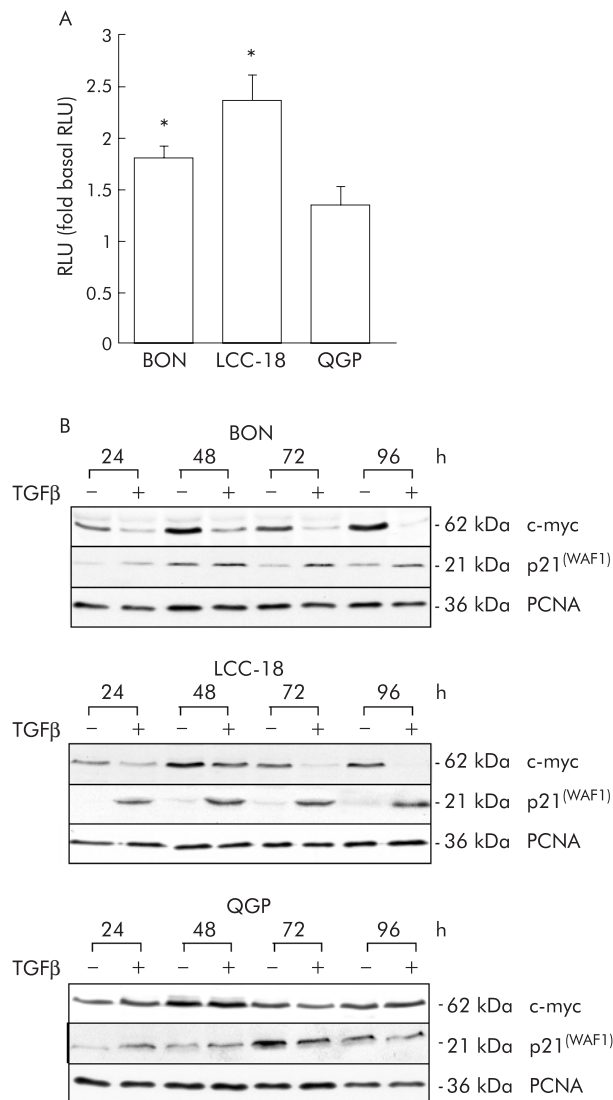 A
RLU (fold basal RLU)
3
2.5
2
1.5
1
0.5
0
*
*
BON LCC-18 QGP
B
BON
24 48 72 96 h
TGFβ – + – + – + – +
- 62 kDa c-myc
- 21 kDa p21(WAF1)
- 36 kDa PCNA
LCC-18
24 48 72 96 h
TGFβ – + – + – + – +
- 62 kDa c-myc
- 21 kDa p21(WAF1)
- 36 kDa PCNA
QGP
24 48 72 96 h
TGFβ – + – + – + – +
- 62 kDa c-myc
- 21 kDa p21(WAF1)
- 36 kDa PCNA